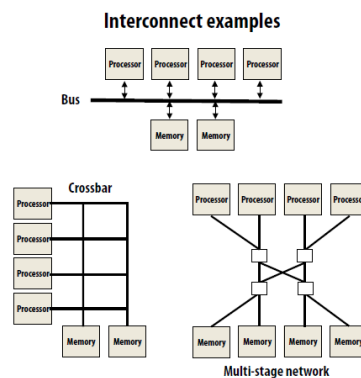 Interconnect examples
Processor Processor Processor Processor
Bus
Memory Memory
Crossbar
Processor
Processor
Processor
Processor
Memory Memory
Processor Processor Processor Processor
Memory Memory Memory Memory
Multi-stage network